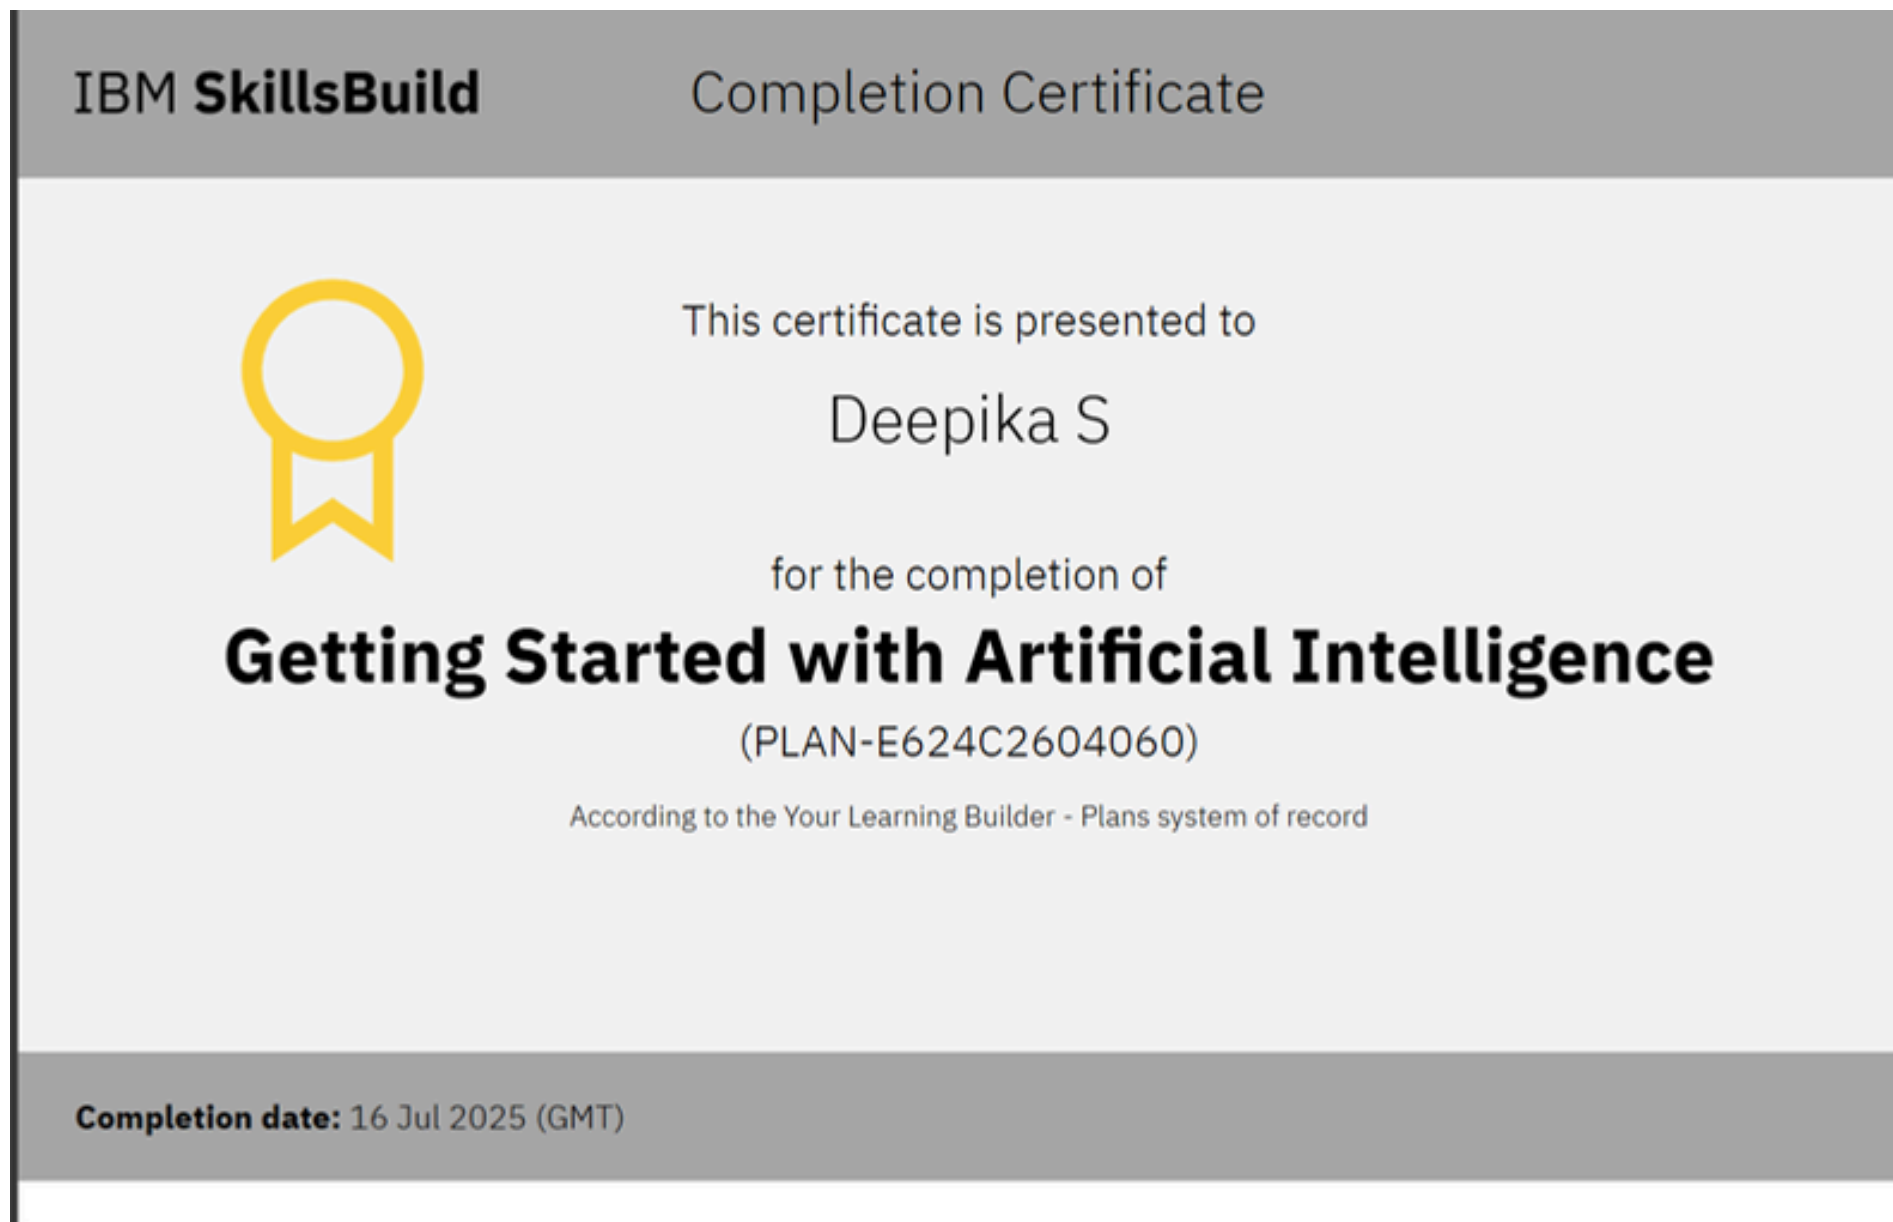 IBM SkillsBuild
Completion Certificate
This certificate is presented to
Deepika S
for the completion of
Getting Started with Artificial Intelligence
(PLAN-E624C2604060)
According to the Your Learning Builder - Plans system of record
Completion date: 16 Jul 2025 (GMT)